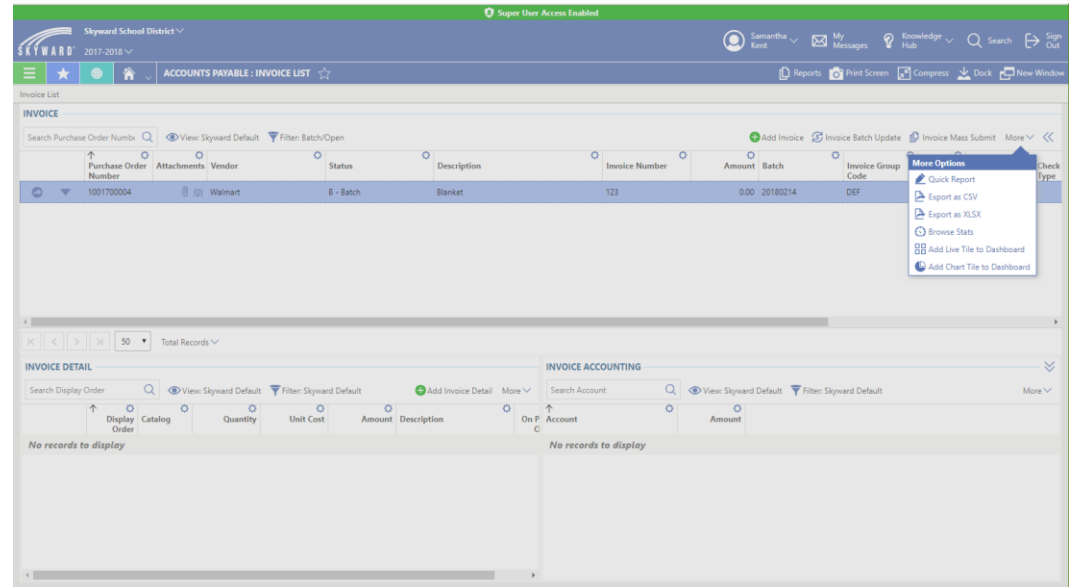 Super User Access Enabled
SKYWARD
Skyward School District
2017-2018
Samantha Kent
My Messages
Knowledge Hub
Search
Sign Out
ACCOUNTS PAYABLE : INVOICE LIST
Reports Print Screen Compress Dock New Window
Invoice List
INVOICE
Search Purchase Order Numbe View: Skyward Default Filter: Batch/Open Add Invoice Invoice Batch Update Invoice Mass Submit More
Purchase Order Number Attachments Vendor Status Description Invoice Number Amount Batch Invoice Group Code Check Type
1001700004 (0) Walmart B - Batch Blanket 123 0.00 20180214 DEF
More Options
Quick Report
Export as CSV
Export as XLSX
Browse Stats
Add Live Tile to Dashboard
Add Chart Tile to Dashboard
50 Total Records
INVOICE DETAIL
Search Display Order View: Skyward Default Filter: Skyward Default Add Invoice Detail More
Display Order Catalog Quantity Unit Cost Amount Description On P
No records to display
INVOICE ACCOUNTING
Search Account View: Skyward Default Filter: Skyward Default More
Account Amount
No records to display